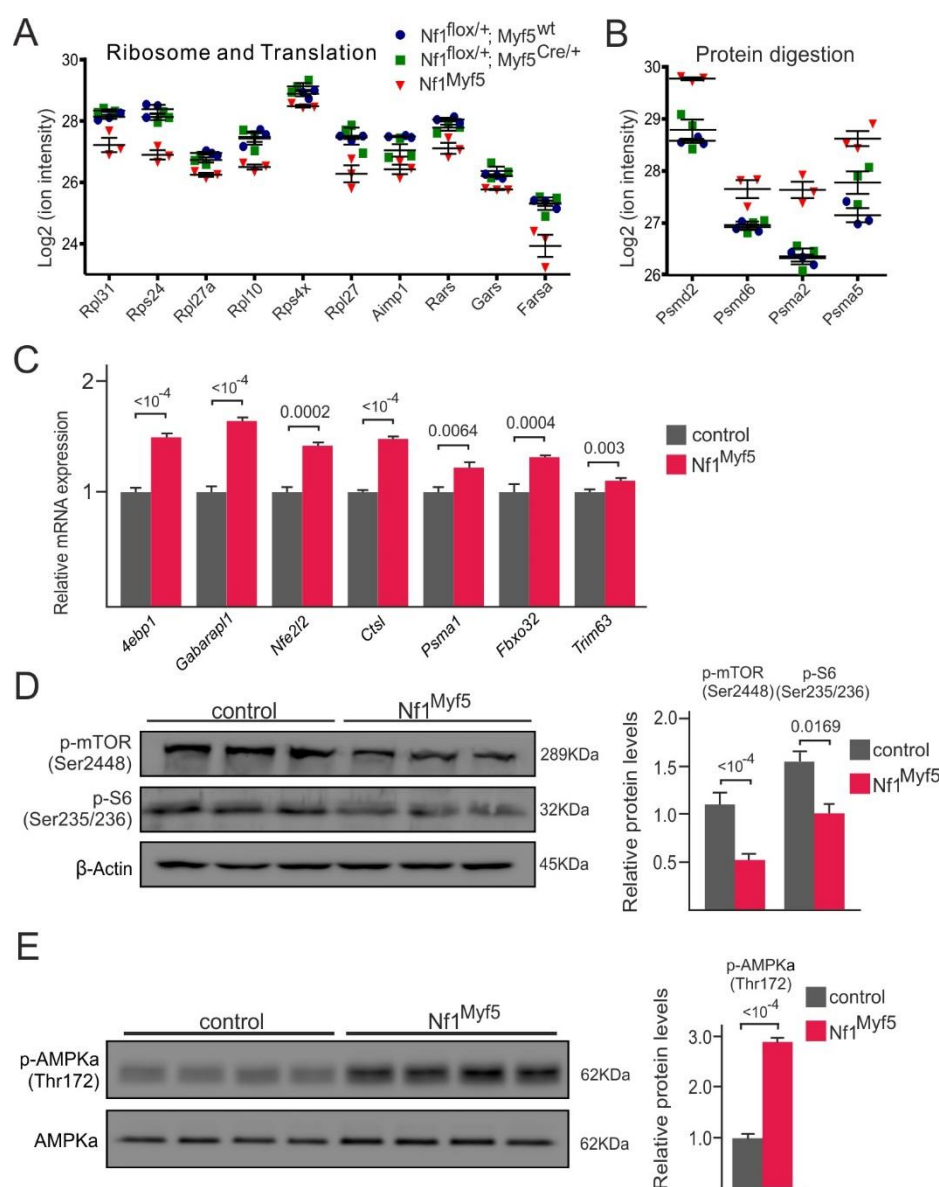 A
Ribosome and Translation
Nf1flox/+; Myf5wt
Nf1flox/+; Myf5Cre/+
Nf1Myf5
Log2 (ion intensity)
30
28
26
24
23
Rpl31
Rps24
Rpl27a
Rpl10
Rps4x
Rpl27
Aimp1
Rars
Gars
Farsa
B
Protein digestion
Log2 (ion intensity)
30
29
28
27
26
Psmd2
Psmd6
Psma2
Psma5
C
Relative mRNA expression
2
1
<10-4
<10-4
0.0002
<10-4
0.0064
0.0004
0.003
control
Nf1Myf5
4ebp1
Gabarapl1
Nfe2l2
Ctsl
Psma1
Fbxo32
Trim63
D
control
Nf1Myf5
p-mTOR
(Ser2448)
289KDa
p-S6
(Ser235/236)
32KDa
β-Actin
45KDa
p-mTOR
(Ser2448)
p-S6
(Ser235/236)
Relative protein levels
2.0
1.5
1.0
0.5
<10-4
0.0169
control
Nf1Myf5
E
control
Nf1Myf5
p-AMPKa
(Thr172)
62KDa
AMPKa
62KDa
p-AMPKa
(Thr172)
Relative protein levels
3.0
2.0
1.0
<10-4
control
Nf1Myf5